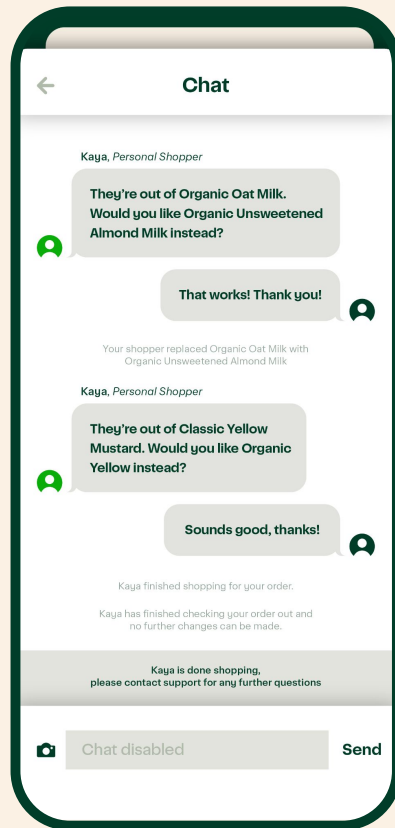 Chat
Kaya, Personal Shopper
They're out of Organic Oat Milk.
Would you like Organic Unsweetened
Almond Milk instead?
That works! Thank you!
Your shopper replaced Organic Oat Milk with
Organic Unsweetened Almond Milk
Kaya, Personal Shopper
They're out of Classic Yellow
Mustard. Would you like Organic
Yellow instead?
Sounds good, thanks!
Kaya finished shopping for your order.
Kaya has finished checking your order out and
no further changes can be made.
Kaya is done shopping,
please contact support for any further questions
Chat disabled
Send